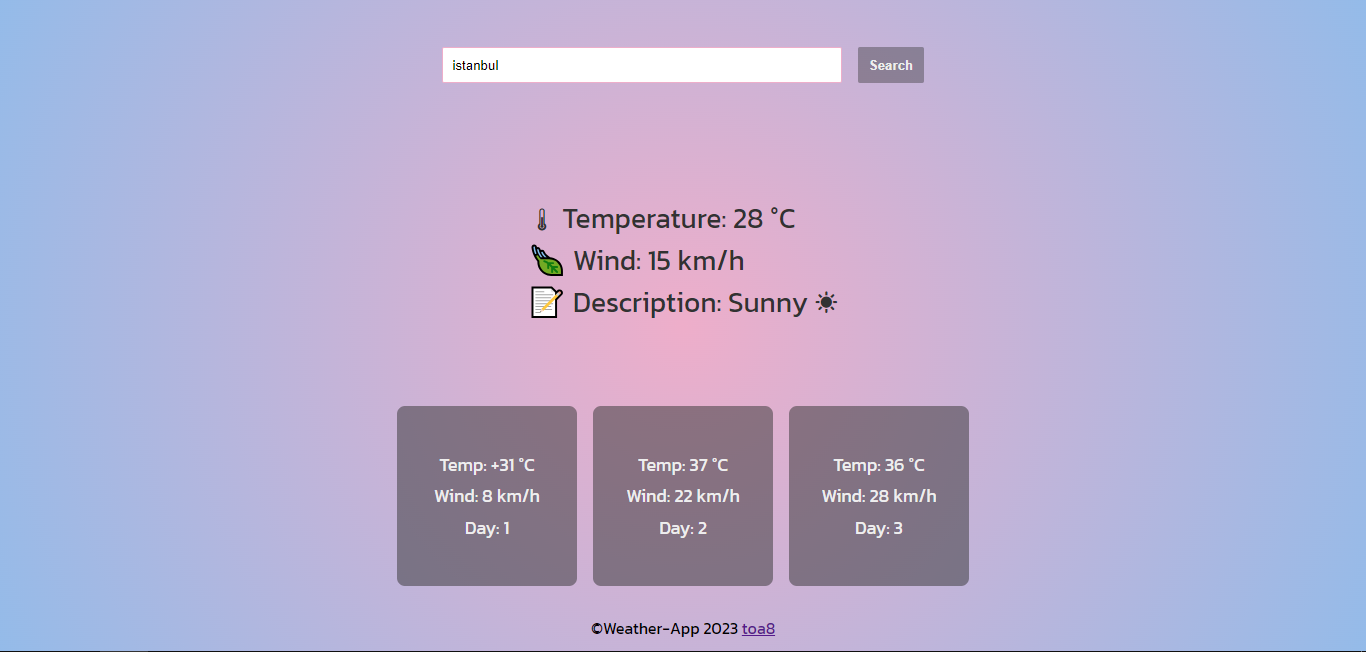 istanbul
Search
Temperature: 28 °C
Wind: 15 km/h
Description: Sunny ☀
Temp: +31 °C
Wind: 8 km/h
Day: 1
Temp: 37 °C
Wind: 22 km/h
Day: 2
Temp: 36 °C
Wind: 28 km/h
Day: 3
©Weather-App 2023 toa8